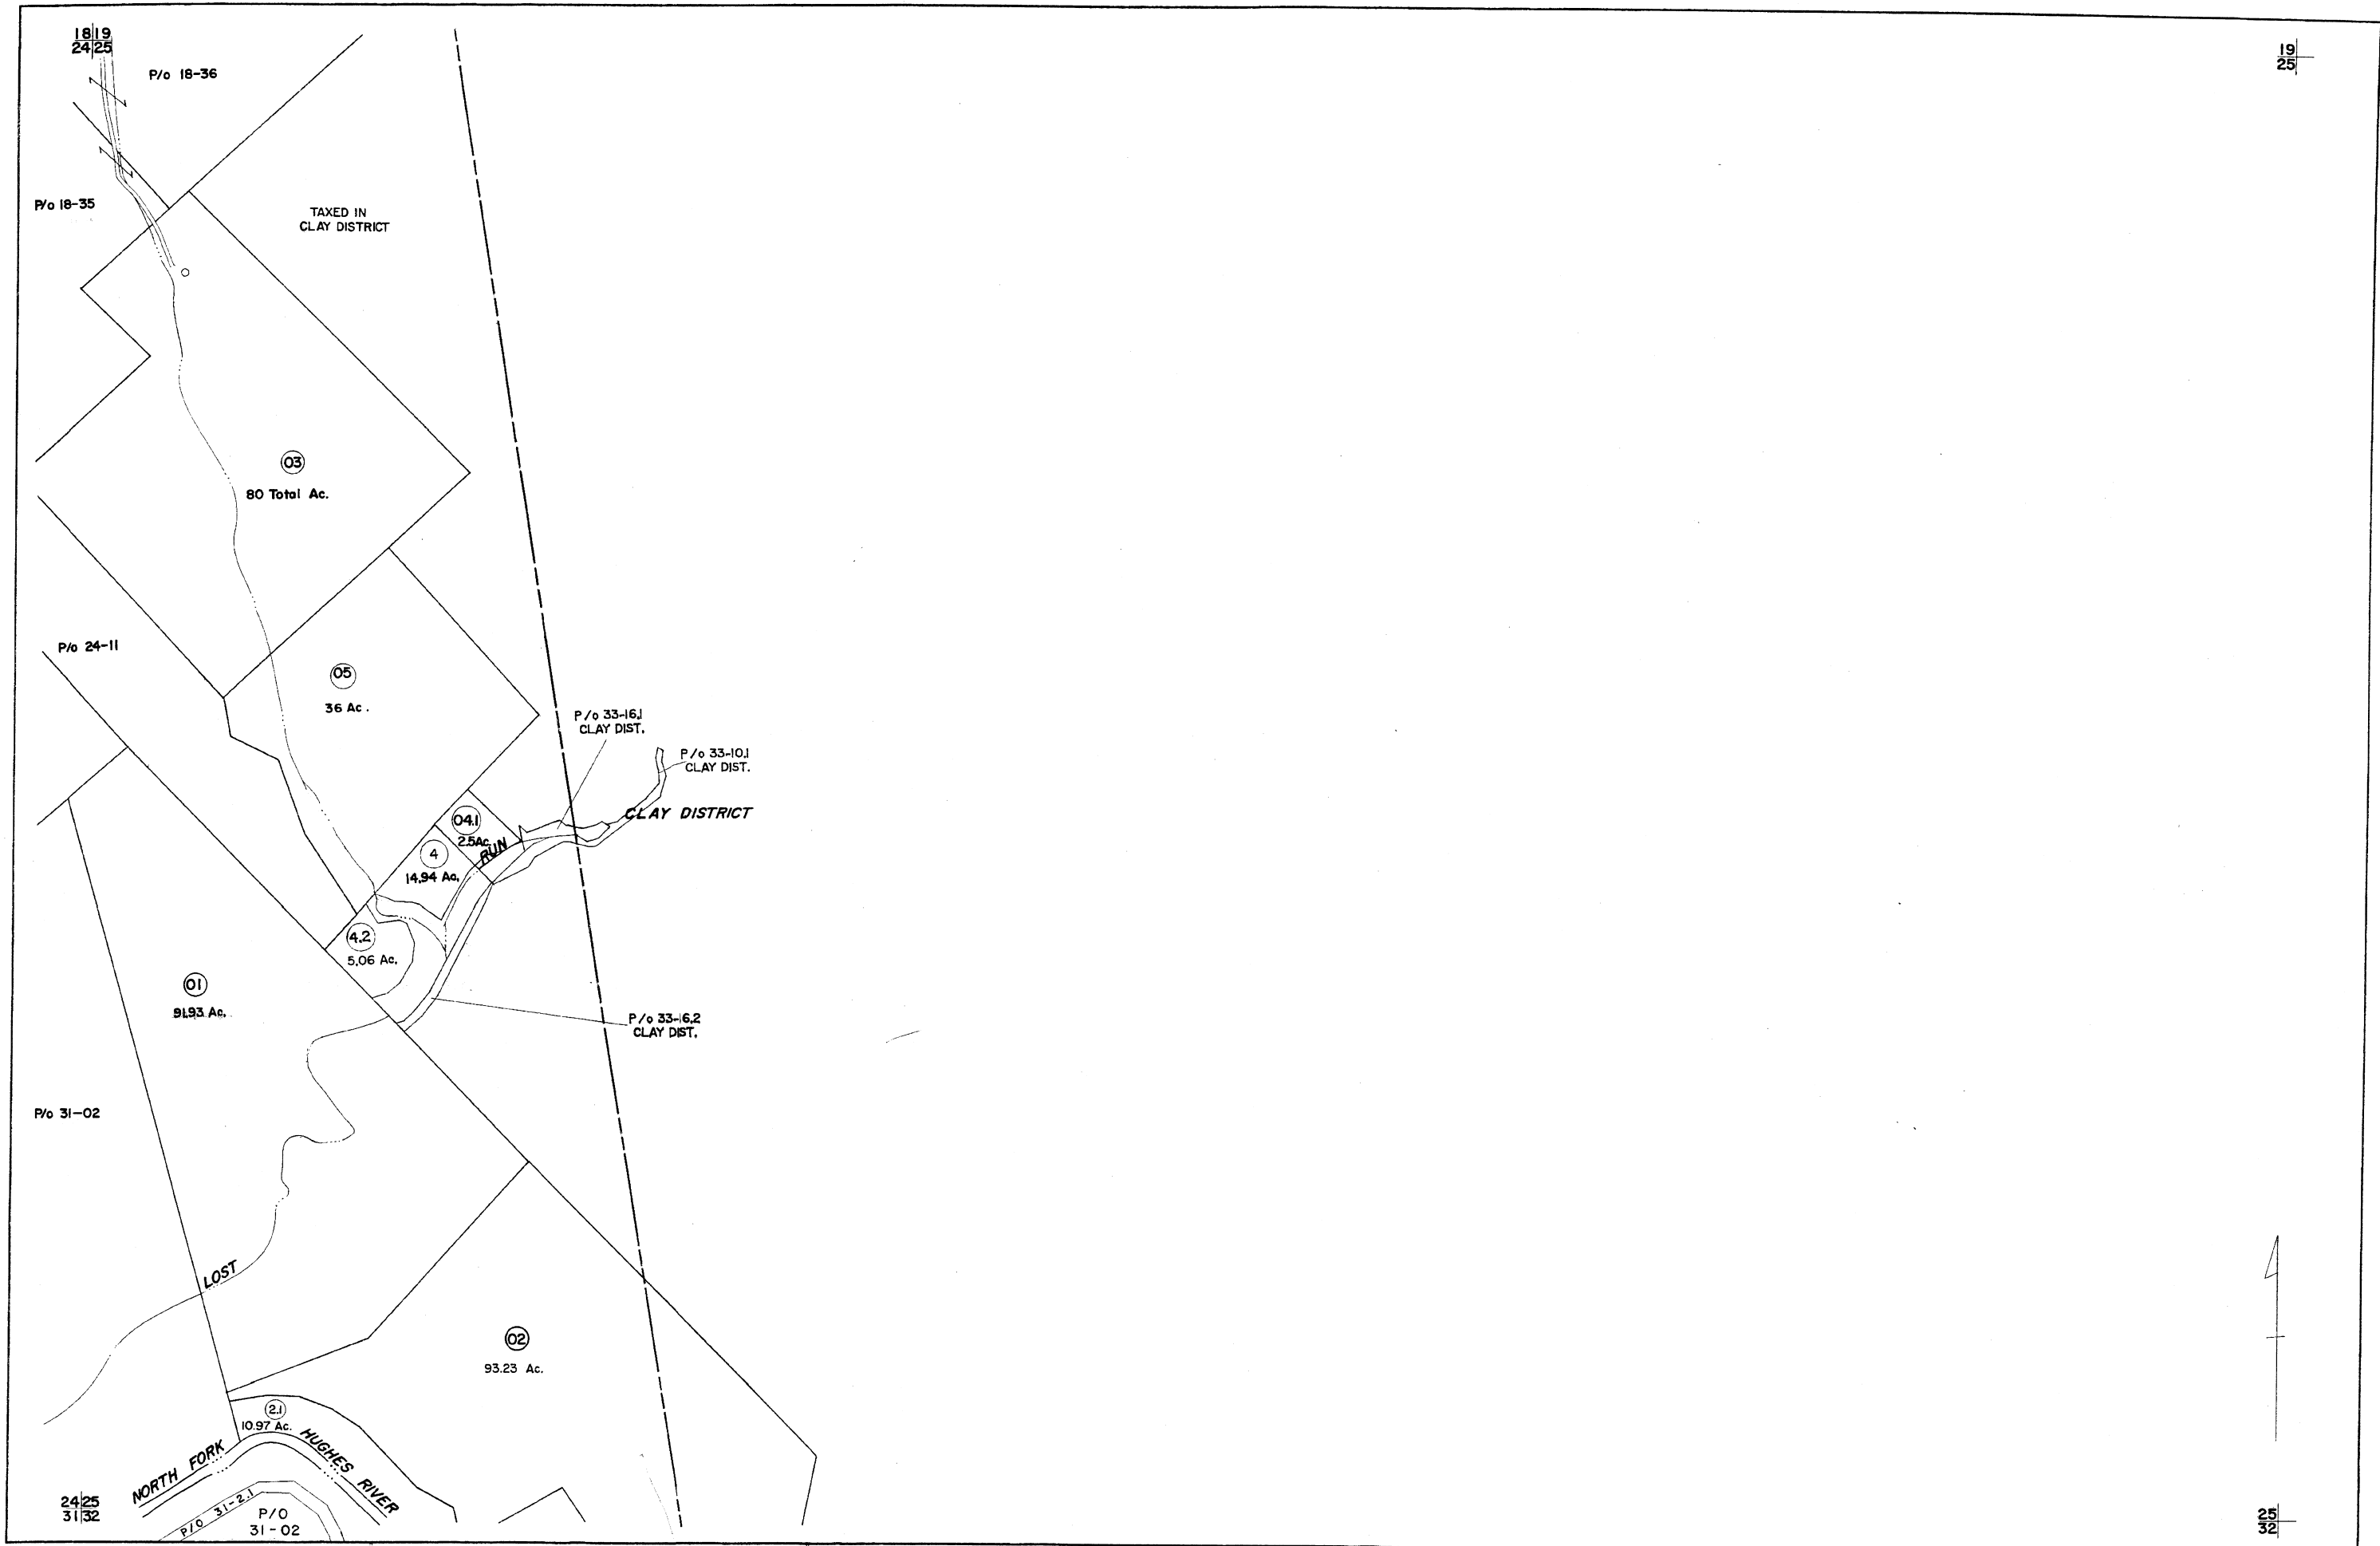 18 19
24 25
19
25
P/o 18-36
P/o 18-35
TAXED IN
CLAY DISTRICT
03
80 Total Ac.
P/o 24-11
05
36 Ac.
P/o 33-16.1
CLAY DIST.
P/o 33-10.1
CLAY DIST.
CLAY DISTRICT
04.1
2.5 Ac.
RUN
4
14.94 Ac.
4.2
5.06 Ac.
01
91.93 Ac.
P/o 33-16.2
CLAY DIST.
P/o 31-02
LOST
02
93.23 Ac.
2.1
10.97 Ac.
NORTH FORK HUGHES RIVER
24 25
31 32
P/O 31-2.1
P/O
31-02
25
32